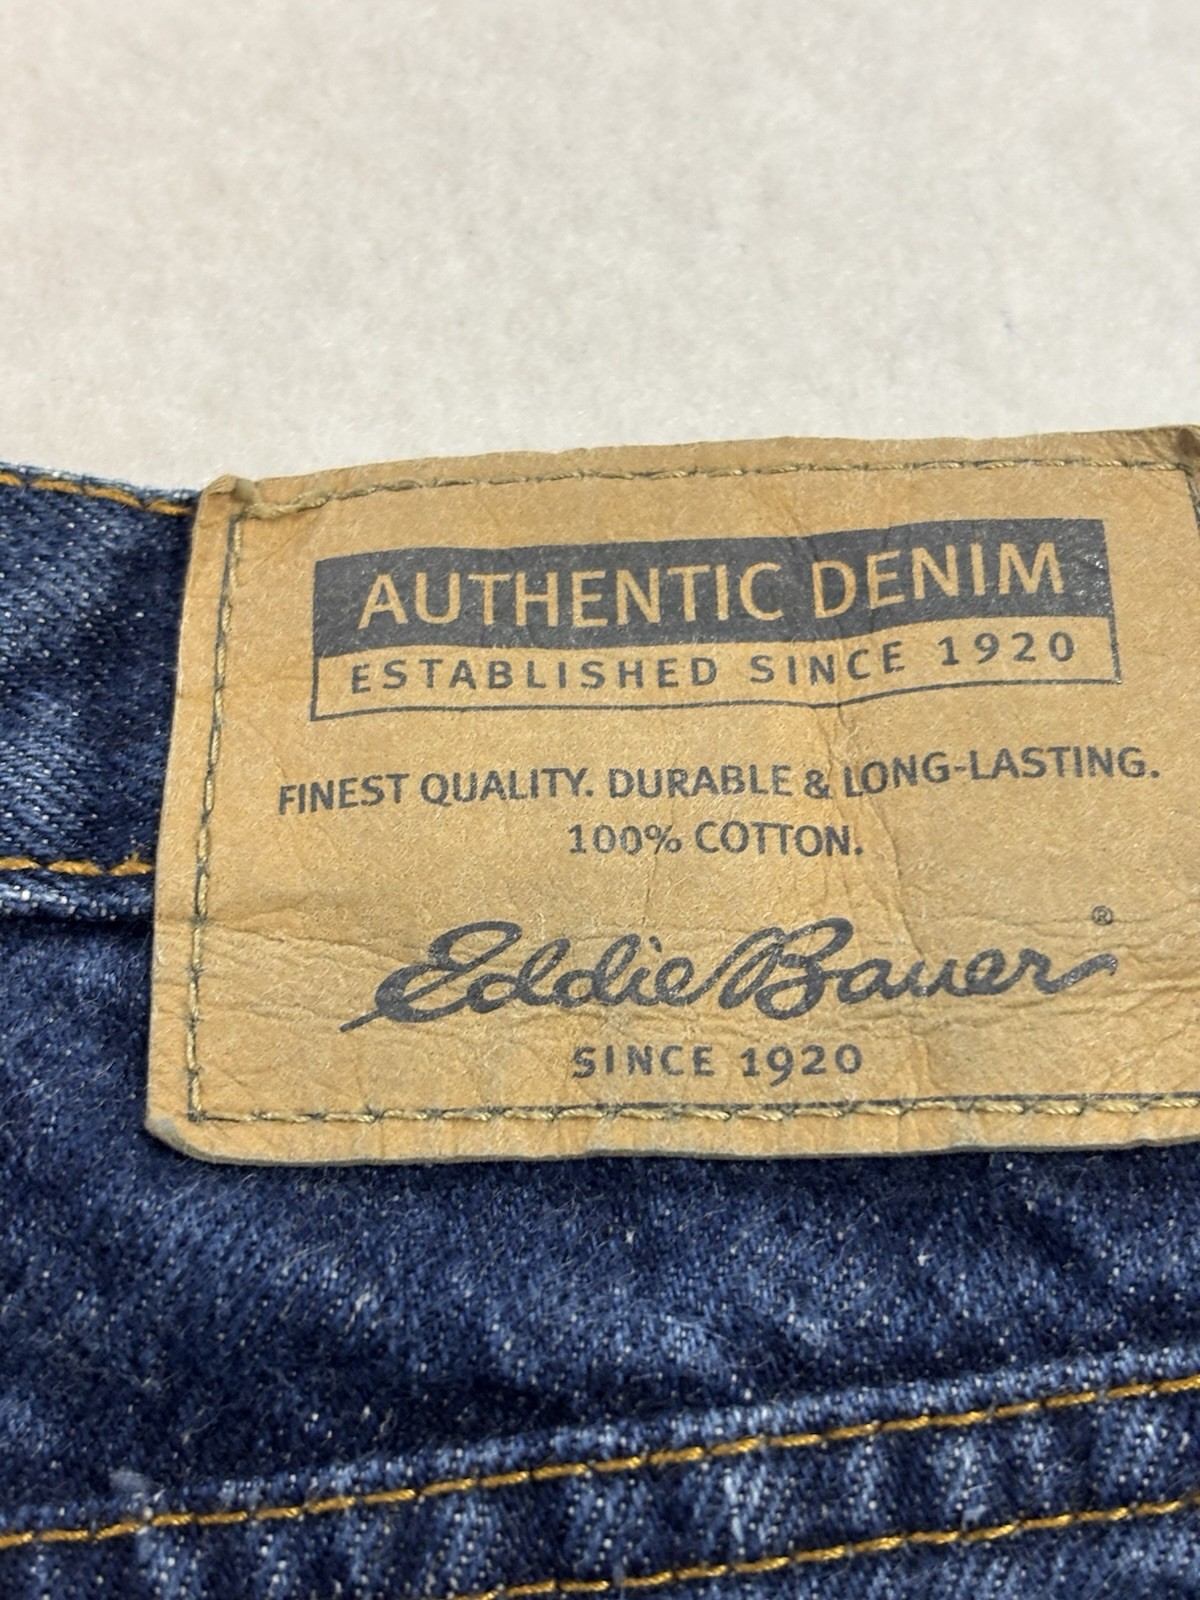 AUTHENTIC DENIM
ESTABLISHED SINCE 1920
FINEST QUALITY. DURABLE & LONG-LASTING.
100% COTTON.
Eddie Bauer®
SINCE 1920